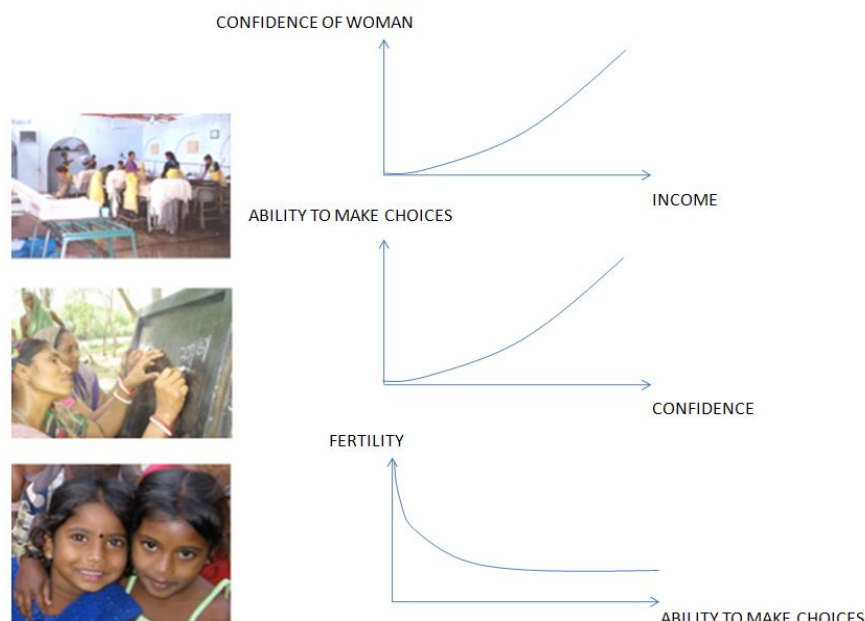 CONFIDENCE OF WOMAN
INCOME
ABILITY TO MAKE CHOICES
CONFIDENCE
FERTILITY
ABILITY TO MAKE CHOICES